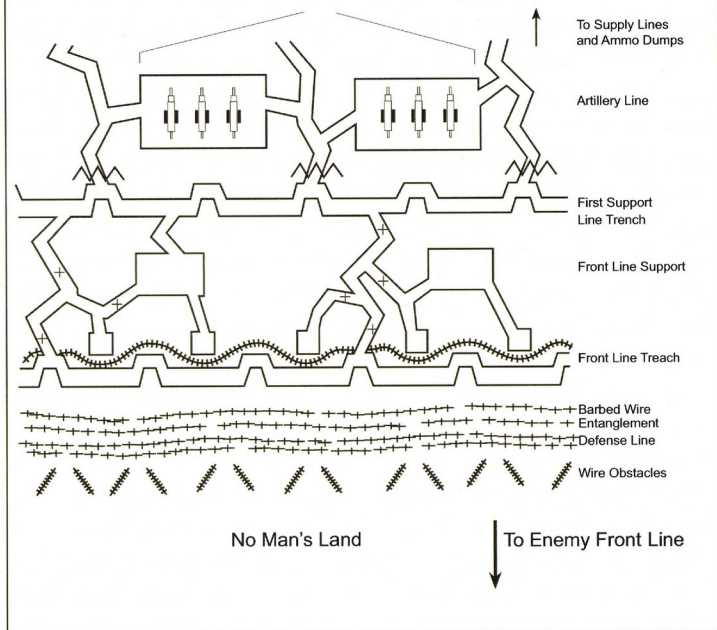 To Supply Lines
and Ammo Dumps
Artillery Line
First Support
Line Trench
Front Line Support
Front Line Treach
Barbed Wire
Entanglement
Defense Line
Wire Obstacles
No Man's Land
To Enemy Front Line